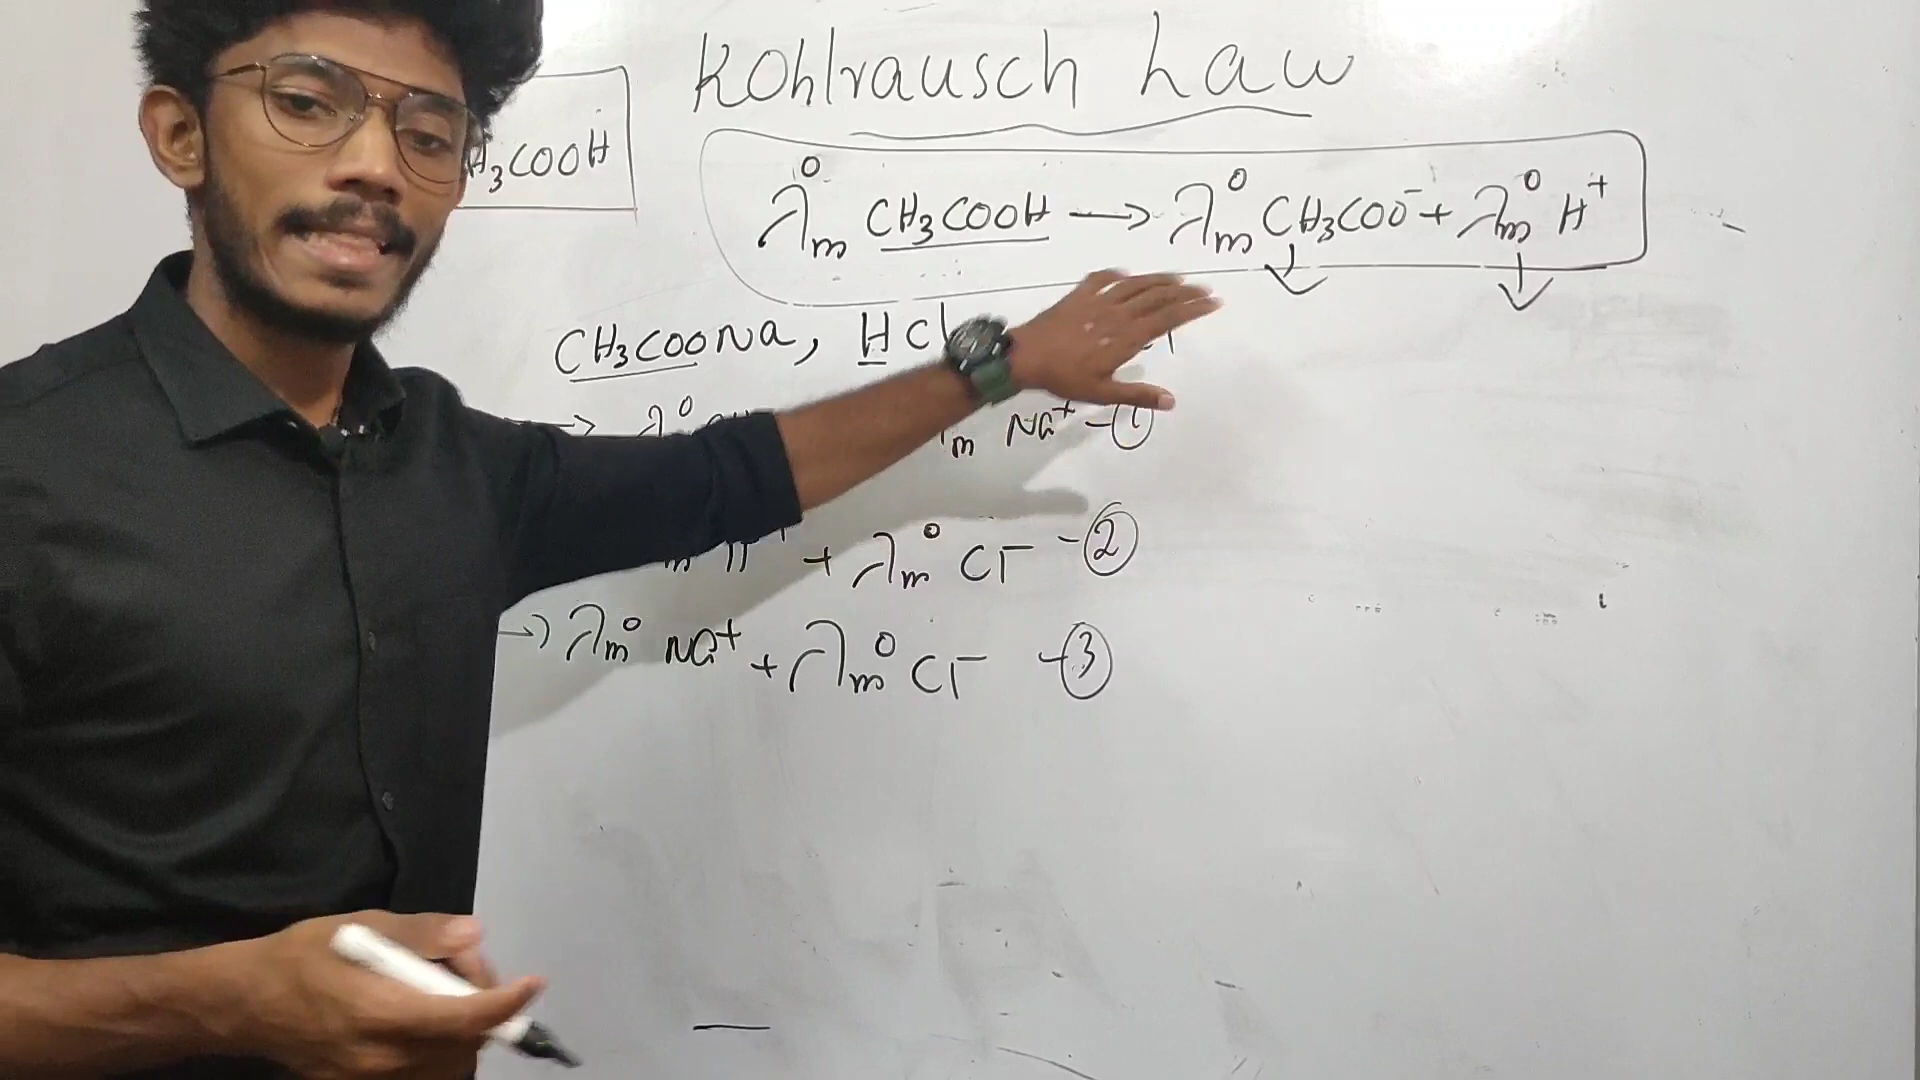 Kohlrausch Law
H₃COOH
λ°m CH₃COOH → λ°m CH₃COO⁻ + λ°m H⁺
CH₃COONa, HCl
→ λ° m Na⁺ - ①
m H + λ°m Cl⁻ - ②
→ λ°m Na⁺ + λ°m Cl⁻ - ③